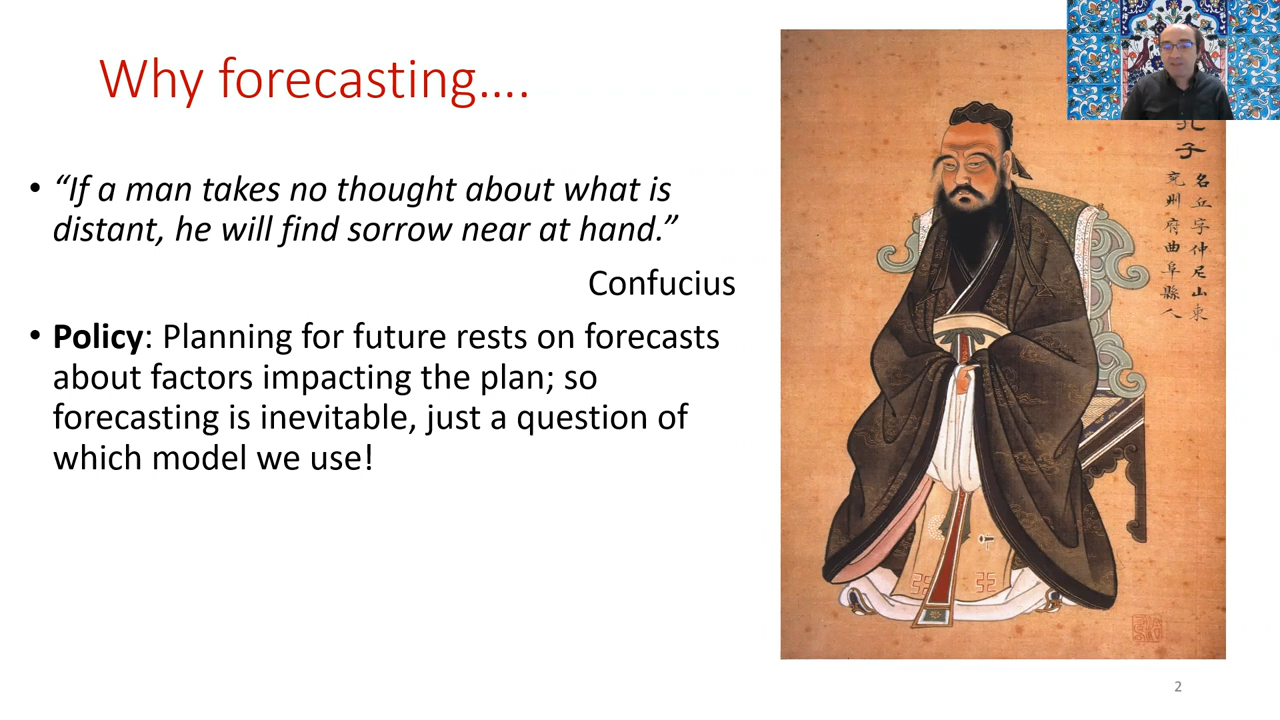 Why forecasting....
• “If a man takes no thought about what is
distant, he will find sorrow near at hand.”
Confucius
• Policy: Planning for future rests on forecasts
about factors impacting the plan; so
forecasting is inevitable, just a question of
which model we use!
孔子
名丘字仲尼山東
兗州府曲阜縣人
2